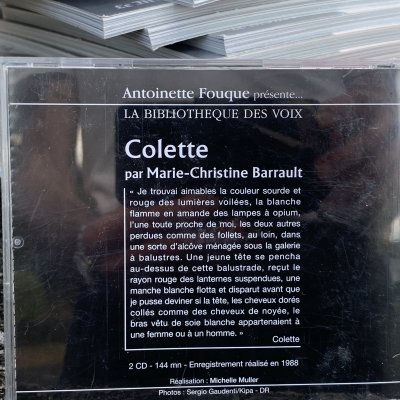 Antoinette Fouque présente...
LA BIBLIOTHEQUE DES VOIX
Colette
par Marie-Christine Barrault
« Je trouvai aimables la couleur sourde et
rouge des lumières voilées, la blanche
flamme en amande des lampes à opium,
l'une toute proche de moi, les deux autres
perdues comme des follets, au loin, dans
une sorte d'alcôve ménagée sous la galerie
à balustres. Une jeune tête se pencha
au-dessus de cette balustrade, reçut le
rayon rouge des lanternes suspendues, une
manche blanche flotta et disparut avant que
je pusse deviner si la tête, les cheveux dorés
collés comme des cheveux de noyée, le
bras vêtu de soie blanche appartenaient à
une femme ou à un homme. »
Colette
2 CD - 144 mn - Enregistrement réalisé en 1988
Réalisation : Michelle Muller
Photos : Sergio Gaudenti/Kipa - DR